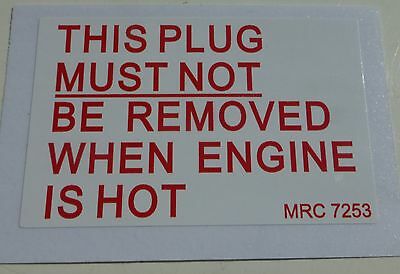 THIS PLUG
MUST NOT
BE REMOVED
WHEN ENGINE
IS HOT
MRC 7253